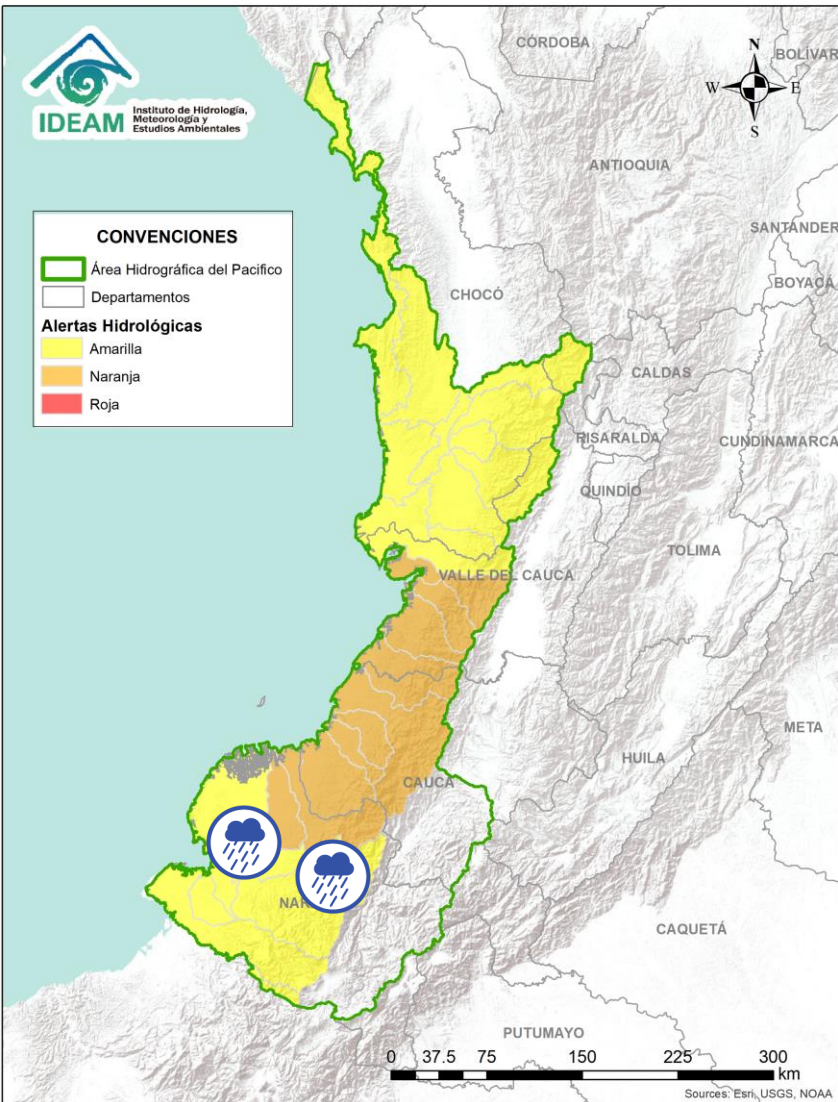 IDEAM
Instituto de Hidrología,
Meteorología y
Estudios Ambientales
CÓRDOBA
BOLÍVAR
N
W
E
S
ANTIOQUIA
SANTANDER
BOYACÁ
CONVENCIONES
Área Hidrográfica del Pacifico
Departamentos
Alertas Hidrológicas
Amarilla
Naranja
Roja
CHOCÓ
CALDAS
RISARALDA
CUNDINAMARCA
QUINDÍO
TOLIMA
VALLE DEL CAUCA
META
HUILA
CAUCA
NAR
CAQUETÁ
PUTUMAYO
0 37.5 75 150 225 300
km
Sources: Esri, USGS, NOAA